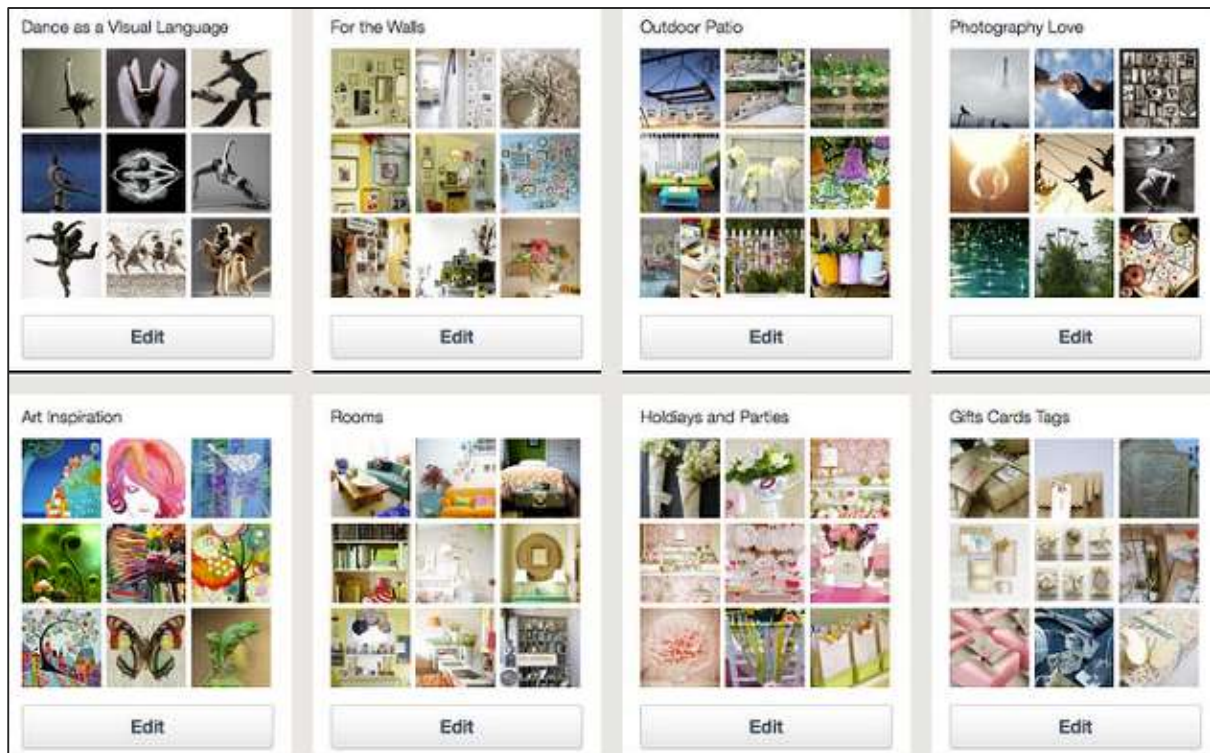 Dance as a Visual Language
For the Walls
Outdoor Patio
Photography Love
Edit
Edit
Edit
Edit
Art Inspiration
Rooms
Holdiays and Parties
Gifts Cards Tags
Edit
Edit
Edit
Edit